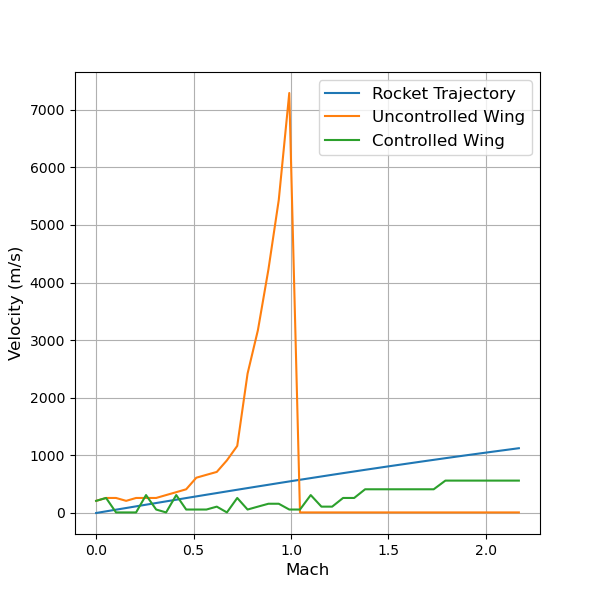 Rocket Trajectory
Uncontrolled Wing
Controlled Wing
7000
6000
5000
4000
3000
2000
1000
0
Velocity (m/s)
0.0 0.5 1.0 1.5 2.0
Mach